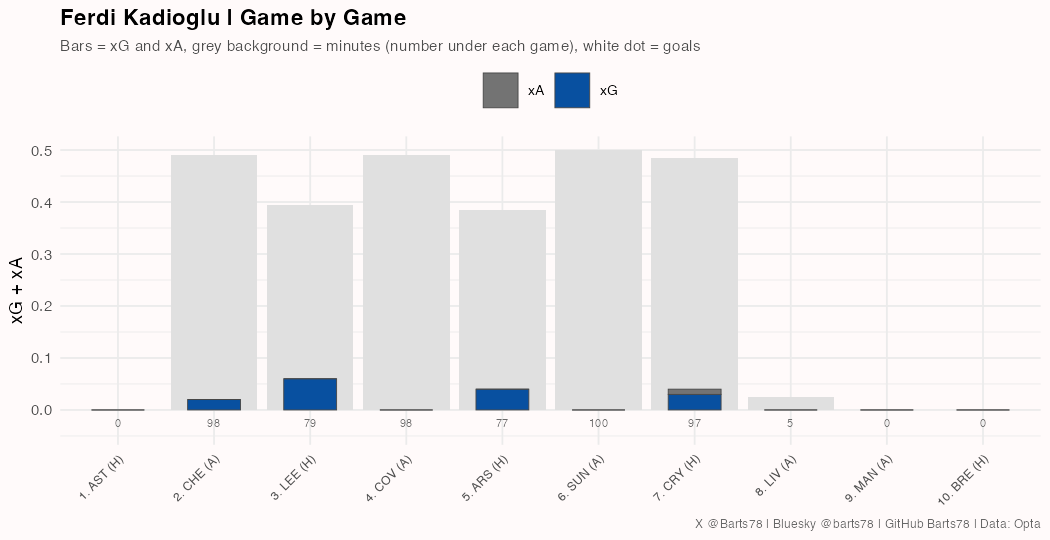 Ferdi Kadioglu | Game by Game
Bars = xG and xA, grey background = minutes (number under each game), white dot = goals
xA
xG
xG + xA
0.5
0.4
0.3
0.2
0.1
0.0
0
98
79
98
77
100
97
5
0
0
1. AST (H)
2. CHE (A)
3. LEE (H)
4. COV (A)
5. ARS (H)
6. SUN (A)
7. CRY (H)
8. LIV (A)
9. MAN (A)
10. BRE (H)
X @Barts78 | Bluesky @barts78 | GitHub Barts78 | Data: Opta